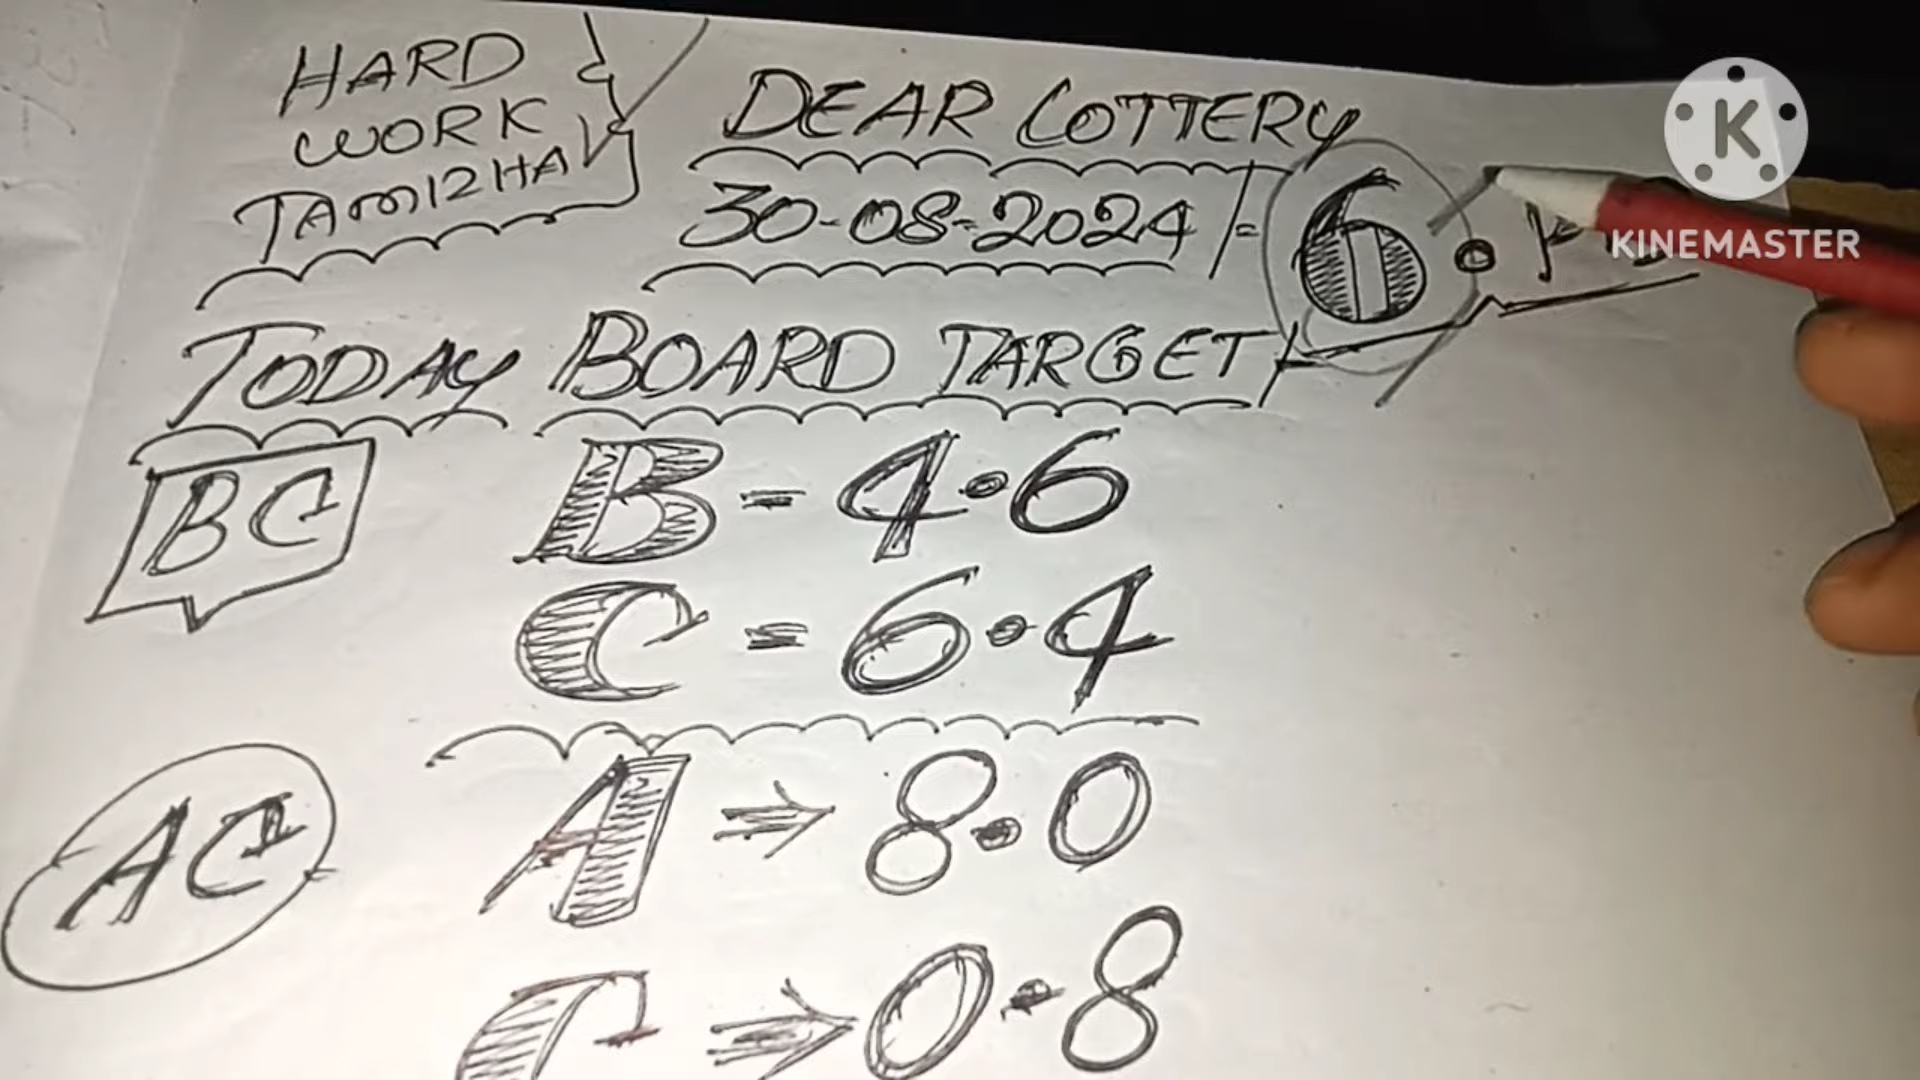 HARD
WORK
TAMIZHA
DEAR LOTTERY
30-08-2024 = 6.
TODAY BOARD TARGET
BC
B = 4.6
C = 6.4
AC
A ⇒ 8.0
C ⇒ 0.8
K
KINEMASTER